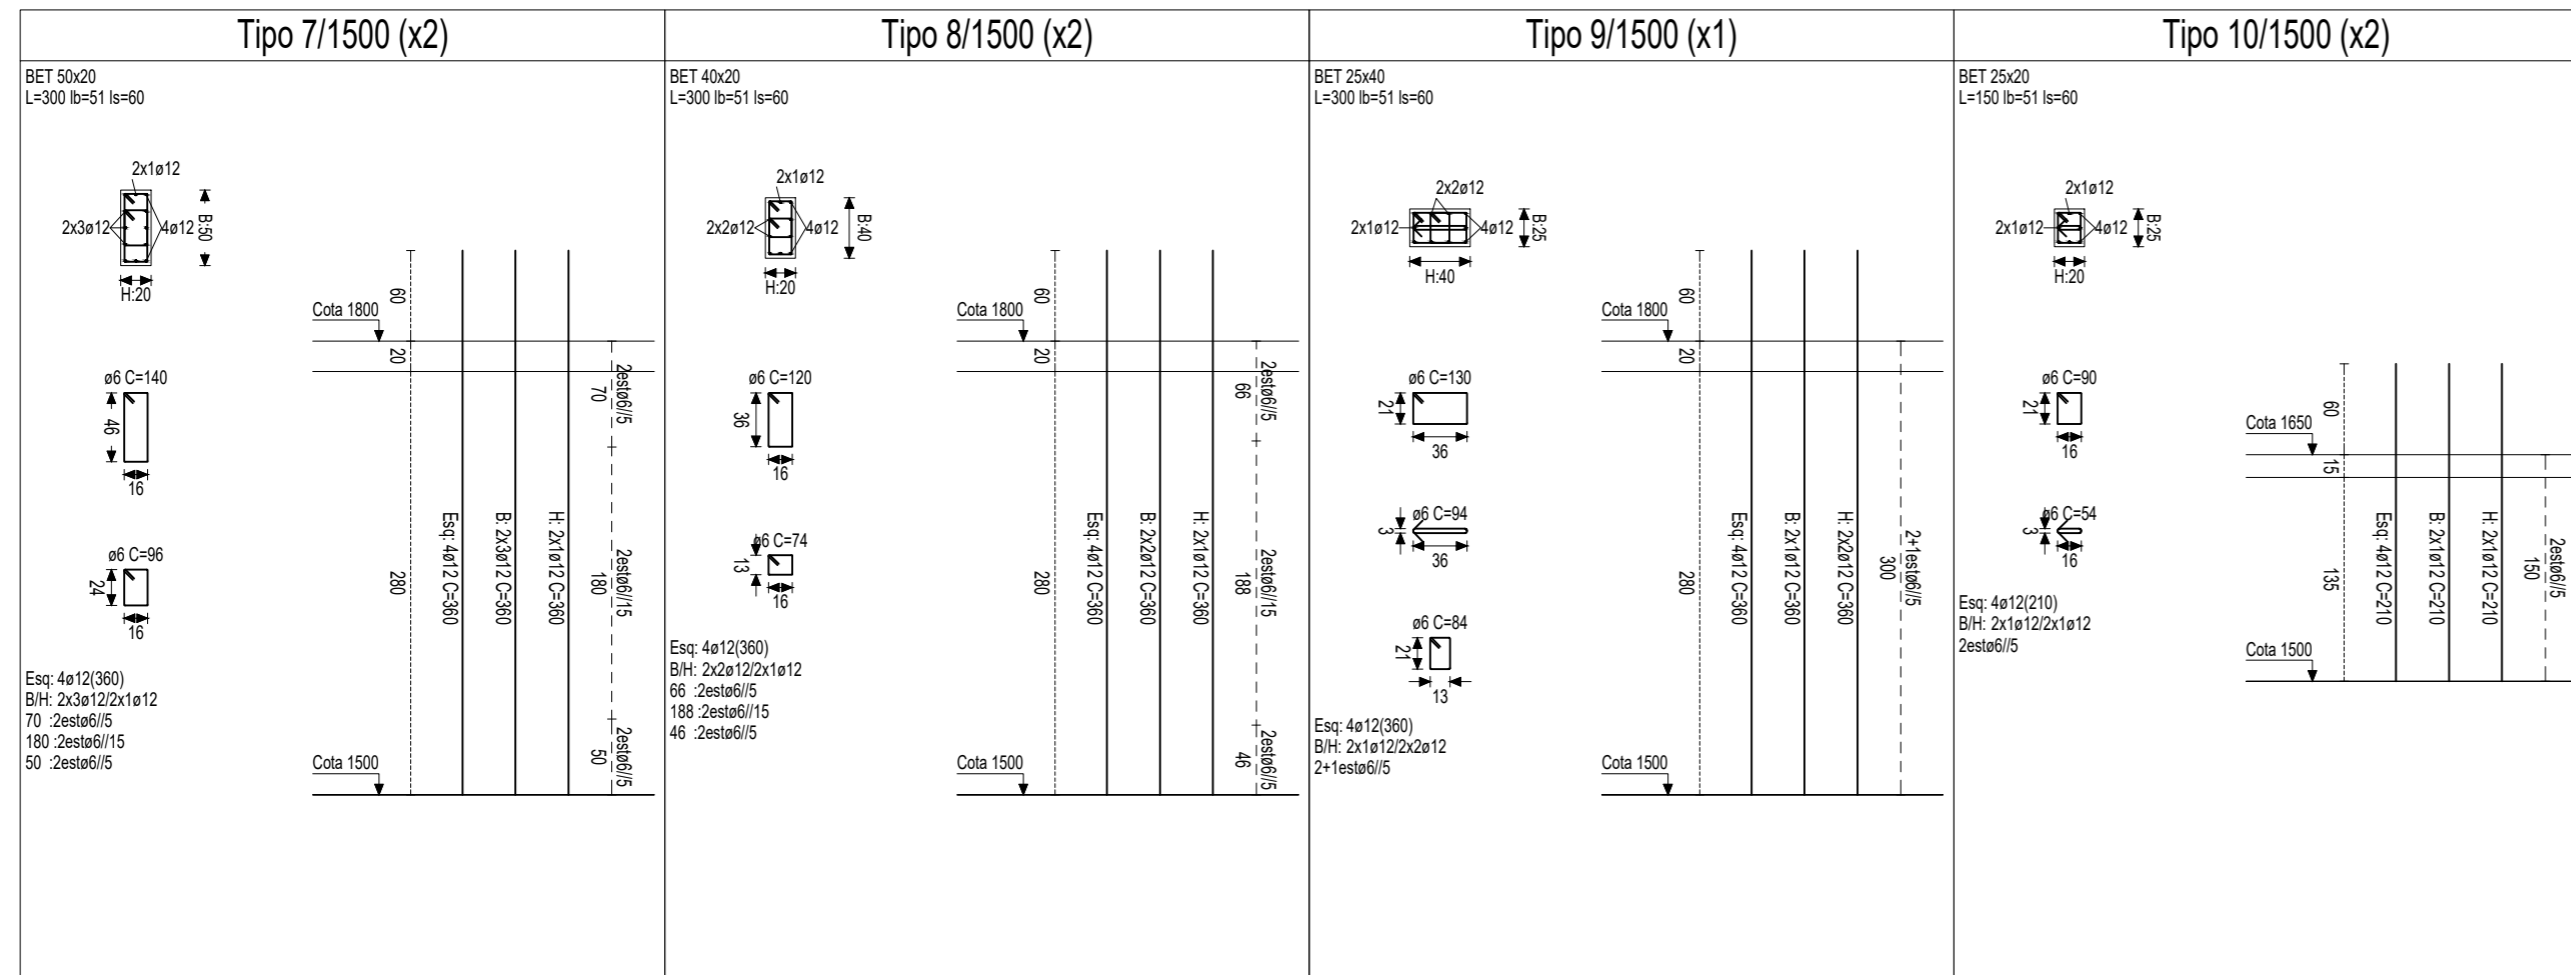 Tipo 7/1500 (x2)
BET 50x20
L=300 lb=51 ls=60
2x1ø12
2x3ø12
4ø12
B:50
H:20
ø6 C=140
46
16
ø6 C=96
24
16
Esq: 4ø12(360)
B/H: 2x3ø12/2x1ø12
70 :2estø6//5
180 :2estø6//15
50 :2estø6//5
Cota 1800
Cota 1500
60
20
280
Esq: 4ø12 C=360
B: 2x3ø12 C=360
H: 2x1ø12 C=360
2estø6//5
70
2estø6//15
180
2estø6//5
50
Tipo 8/1500 (x2)
BET 40x20
L=300 lb=51 ls=60
2x1ø12
2x2ø12
4ø12
B:40
H:20
ø6 C=120
36
16
ø6 C=74
13
16
Esq: 4ø12(360)
B/H: 2x2ø12/2x1ø12
66 :2estø6//5
188 :2estø6//15
46 :2estø6//5
Cota 1800
Cota 1500
60
20
280
Esq: 4ø12 C=360
B: 2x2ø12 C=360
H: 2x1ø12 C=360
2estø6//5
66
2estø6//15
188
2estø6//5
46
Tipo 9/1500 (x1)
BET 25x40
L=300 lb=51 ls=60
2x2ø12
2x1ø12
4ø12
B:25
H:40
ø6 C=130
21
36
ø6 C=94
3
36
ø6 C=84
21
13
Esq: 4ø12(360)
B/H: 2x1ø12/2x2ø12
2+1estø6//5
Cota 1800
Cota 1500
60
20
280
Esq: 4ø12 C=360
B: 2x1ø12 C=360
H: 2x2ø12 C=360
2+1estø6//5
300
Tipo 10/1500 (x2)
BET 25x20
L=150 lb=51 ls=60
2x1ø12
2x1ø12
4ø12
B:25
H:20
ø6 C=90
21
16
ø6 C=54
3
16
Esq: 4ø12(210)
B/H: 2x1ø12/2x1ø12
2estø6//5
Cota 1650
Cota 1500
60
15
135
Esq: 4ø12 C=210
B: 2x1ø12 C=210
H: 2x1ø12 C=210
2estø6//5
150